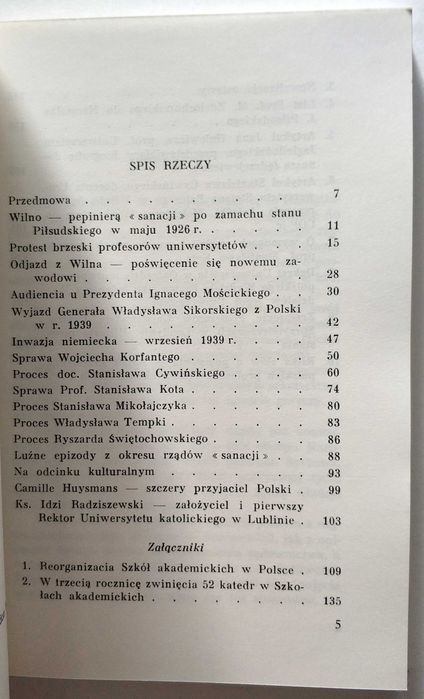 SPIS RZECZY
Przedmowa . . . . . . . . . . 7
Wilno — pepinierą « sanacji » po zamachu stanu
Piłsudskiego w maju 1926 r. . . . . . 11
Protest brzeski profesorów uniwersytetów . . . 15
Odjazd z Wilna — poświęcenie się nowemu za-
wodowi . . . . . . . . . . 28
Audiencia u Prezydenta Ignacego Mościckiego . . 30
Wyjazd Generała Władysława Sikorskiego z Polski
w r. 1939 . . . . . . . . . 42
Inwazja niemiecka — wrzesień 1939 r. . . . 47
Sprawa Wojciecha Korfantego . . . . . 50
Proces doc. Stanisława Cywińskiego . . . . 60
Sprawa Prof. Stanisława Kota . . . . . 74
Proces Stanisława Mikołajczyka . . . . . 80
Proces Władysława Tempki . . . . . . 83
Proces Ryszarda Świętochowskiego . . . . 86
Luźne epizody z okresu rządów « sanacji » . . 88
Na odcinku kulturalnym . . . . . . 93
Camille Huysmans — szczery przyjaciel Polski . 99
Ks. Idzi Radziszewski — założyciel i pierwszy
Rektor Uniwersytetu katolickiego w Lublinie . 103
Załączniki
1. Reorganizacia Szkół akademickich w Polsce . 109
2. W trzecią rocznicę zwinięcia 52 katedr w Szko-
łach akademickich . . . . . . . 135
5